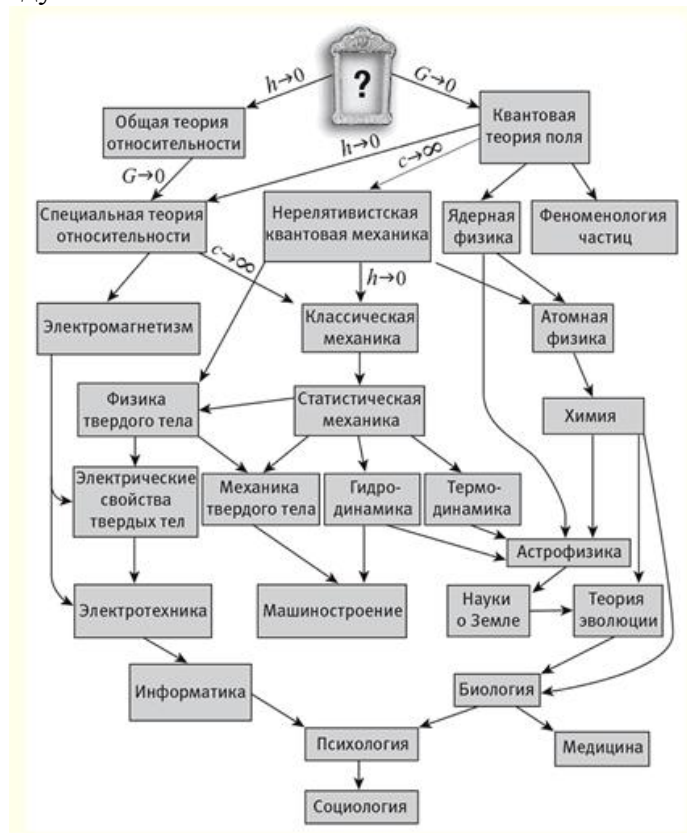 ?
h→0
G→0
Общая теория
относительности
Квантовая
теория поля
h→0
c→∞
G→0
Специальная теория
относительности
Нерелятивистская
квантовая механика
Ядерная
физика
Феноменология
частиц
c→∞
h→0
Электромагнетизм
Классическая
механика
Атомная
физика
Физика
твердого тела
Статистическая
механика
Химия
Электрические
свойства
твердых тел
Механика
твердого тела
Гидро-
динамика
Термо-
динамика
Астрофизика
Электротехника
Машиностроение
Науки
о Земле
Теория
эволюции
Информатика
Биология
Психология
Медицина
Социология